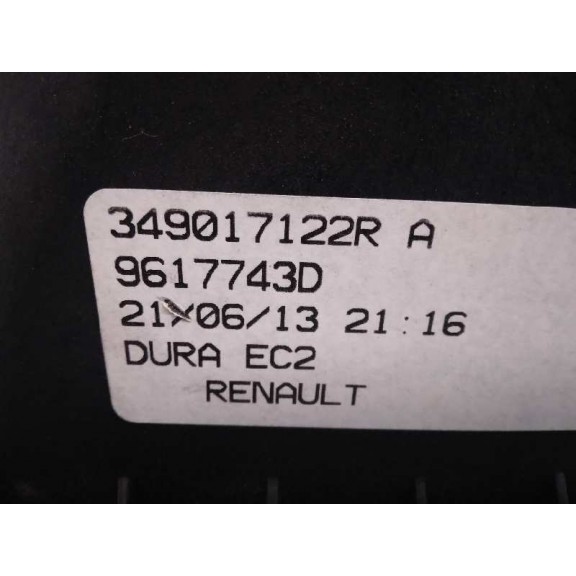 349017122R A
9617743D
21/06/13 21:16
DURA EC2
RENAULT